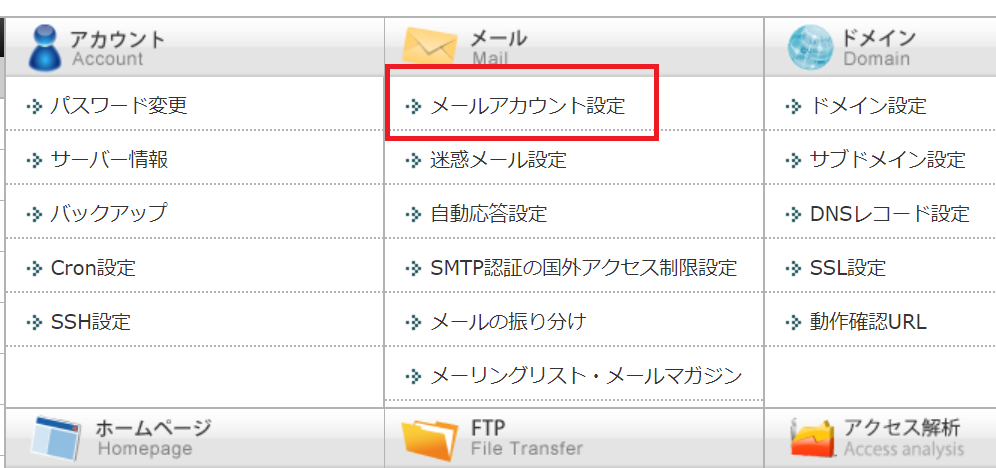 アカウント
Account
パスワード変更
サーバー情報
バックアップ
Cron設定
SSH設定
メール
Mail
メールアカウント設定
迷惑メール設定
自動応答設定
SMTP認証の国外アクセス制限設定
メールの振り分け
メーリングリスト・メールマガジン
ドメイン
Domain
ドメイン設定
サブドメイン設定
DNSレコード設定
SSL設定
動作確認URL
ホームページ
Homepage
FTP
File Transfer
アクセス解析
Access analysis